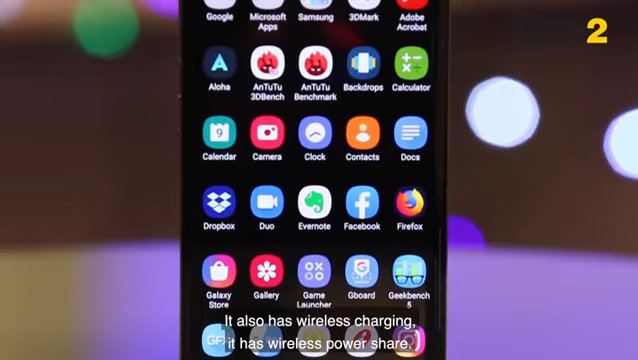 2
Google
Microsoft
Apps
Samsung
3DMark
Adobe
Acrobat
Aloha
AnTuTu
3DBench
AnTuTu
Benchmark
Backdrops
Calculator
9
Calendar
Camera
Clock
Contacts
Docs
Dropbox
Duo
Evernote
Facebook
Firefox
Galaxy
Store
Gallery
Game
Launcher
Gboard
Geekbench
5
It also has wireless charging,
it has wireless power share.